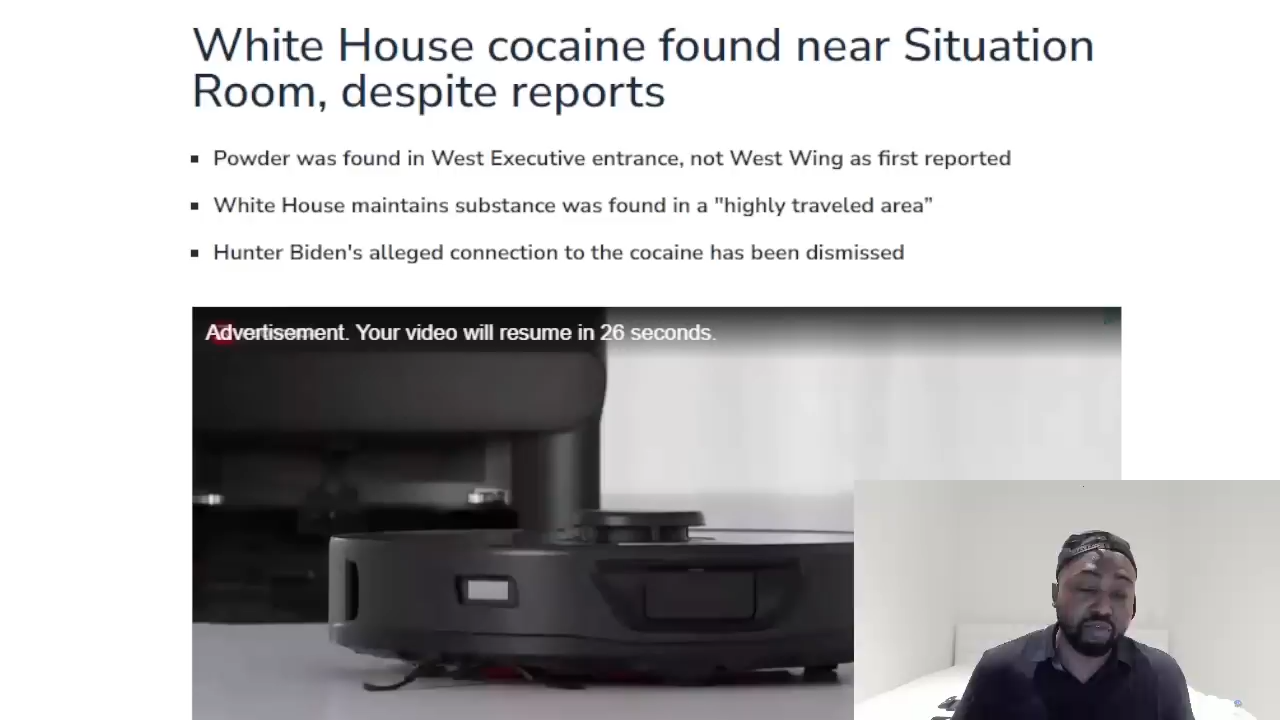 White House cocaine found near Situation
Room, despite reports
Powder was found in West Executive entrance, not West Wing as first reported
White House maintains substance was found in a "highly traveled area”
Hunter Biden's alleged connection to the cocaine has been dismissed
Advertisement. Your video will resume in 26 seconds.